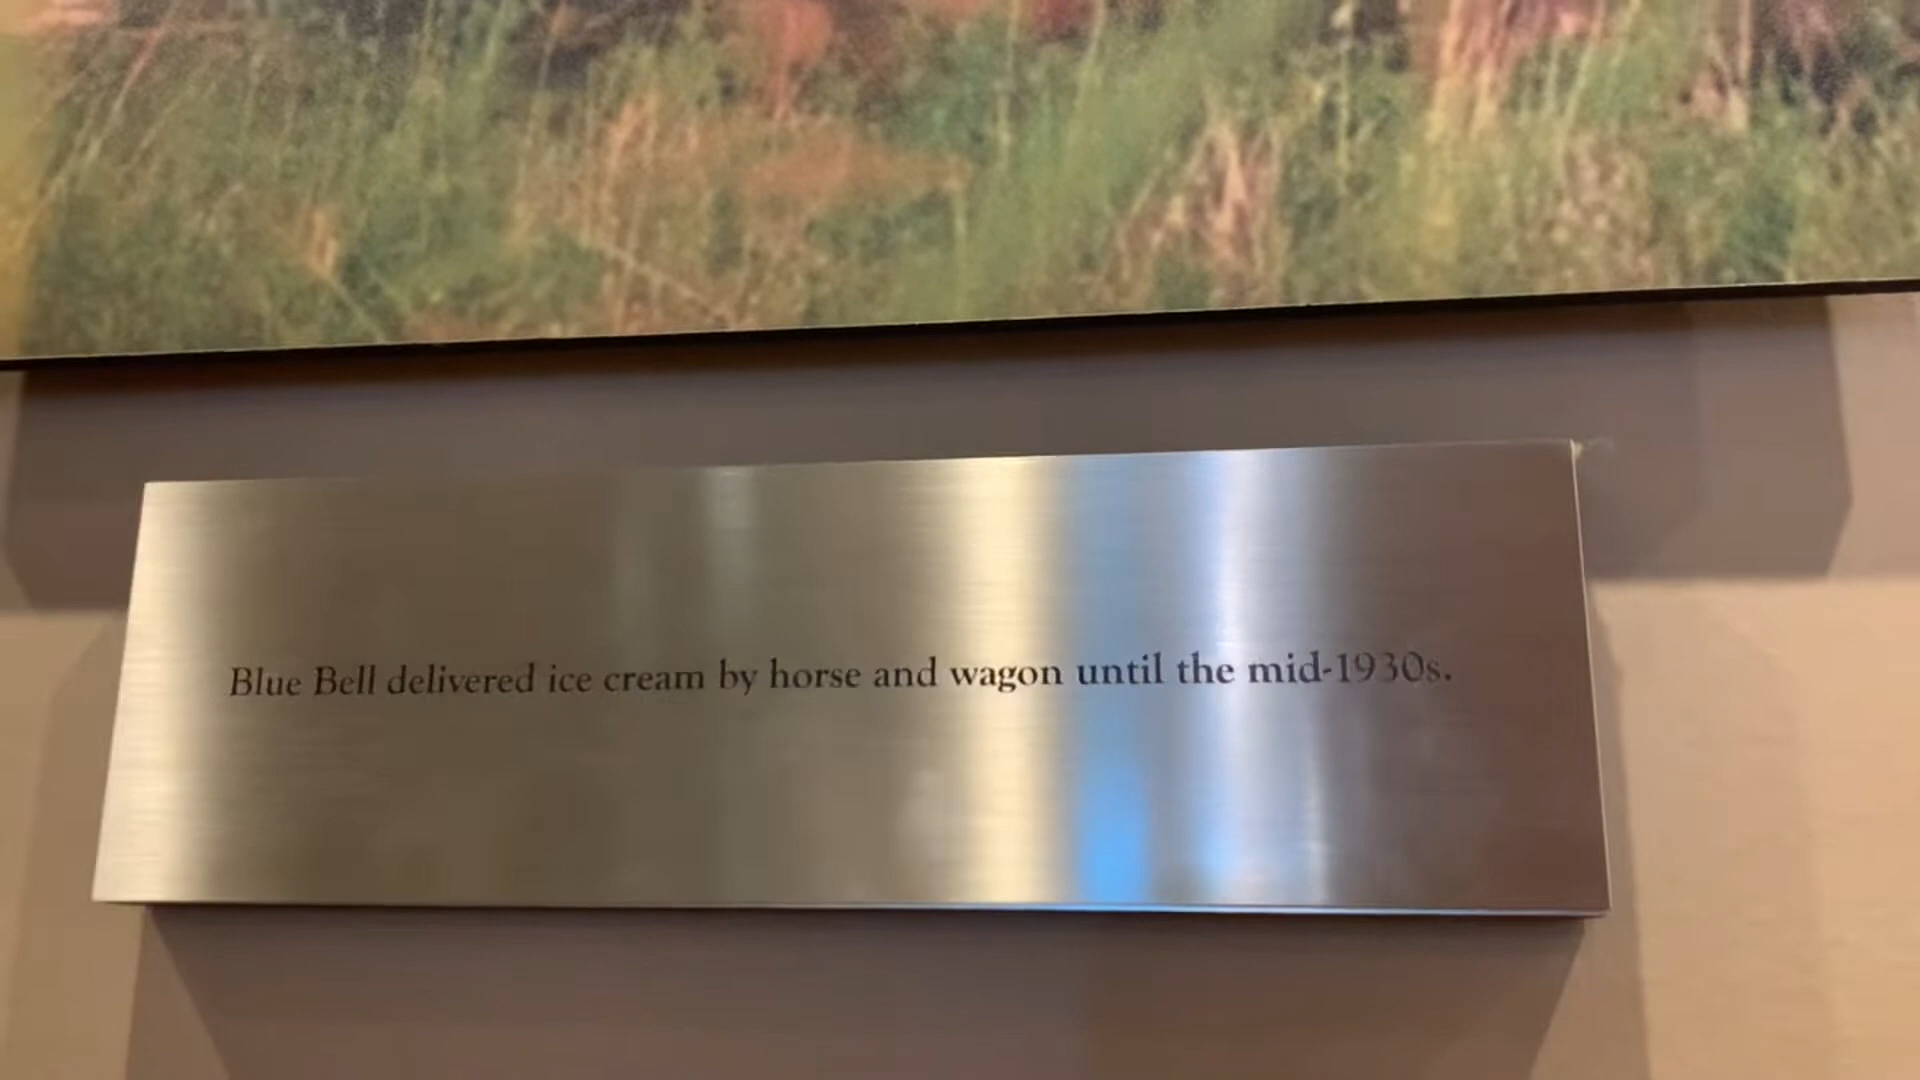 Blue Bell delivered ice cream by horse and wagon until the mid-1930s.